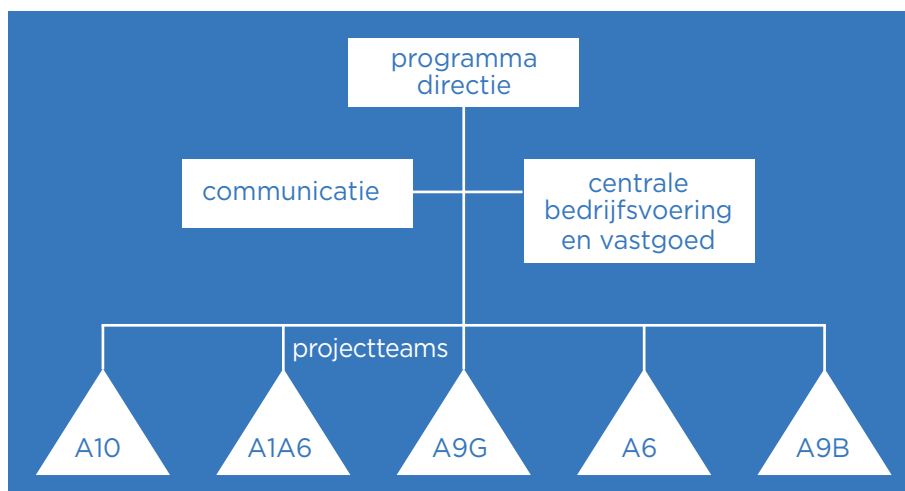 programma
directie
communicatie
centrale
bedrijfsvoering
en vastgoed
projectteams
A10
A1A6
A9G
A6
A9B